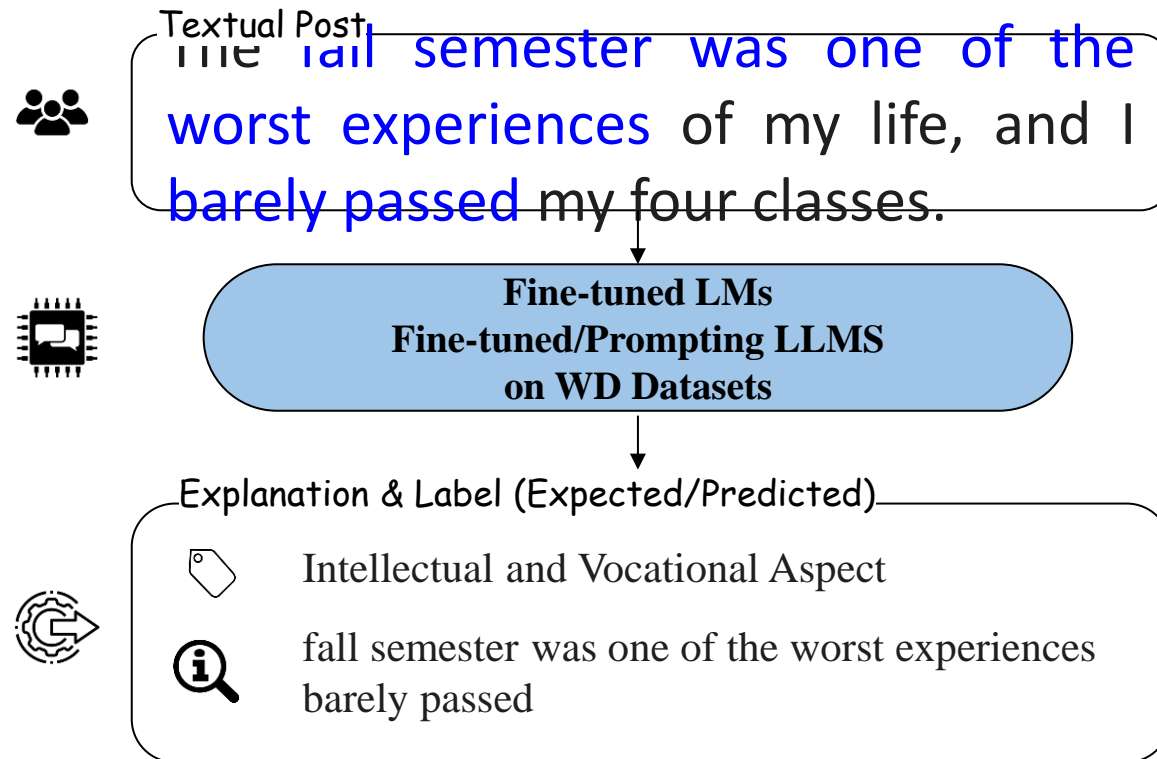 Textual Post
The fall semester was one of the
worst experiences of my life, and I
barely passed my four classes.
Fine-tuned LMs
Fine-tuned/Prompting LLMS
on WD Datasets
Explanation & Label (Expected/Predicted)
Intellectual and Vocational Aspect
fall semester was one of the worst experiences
barely passed